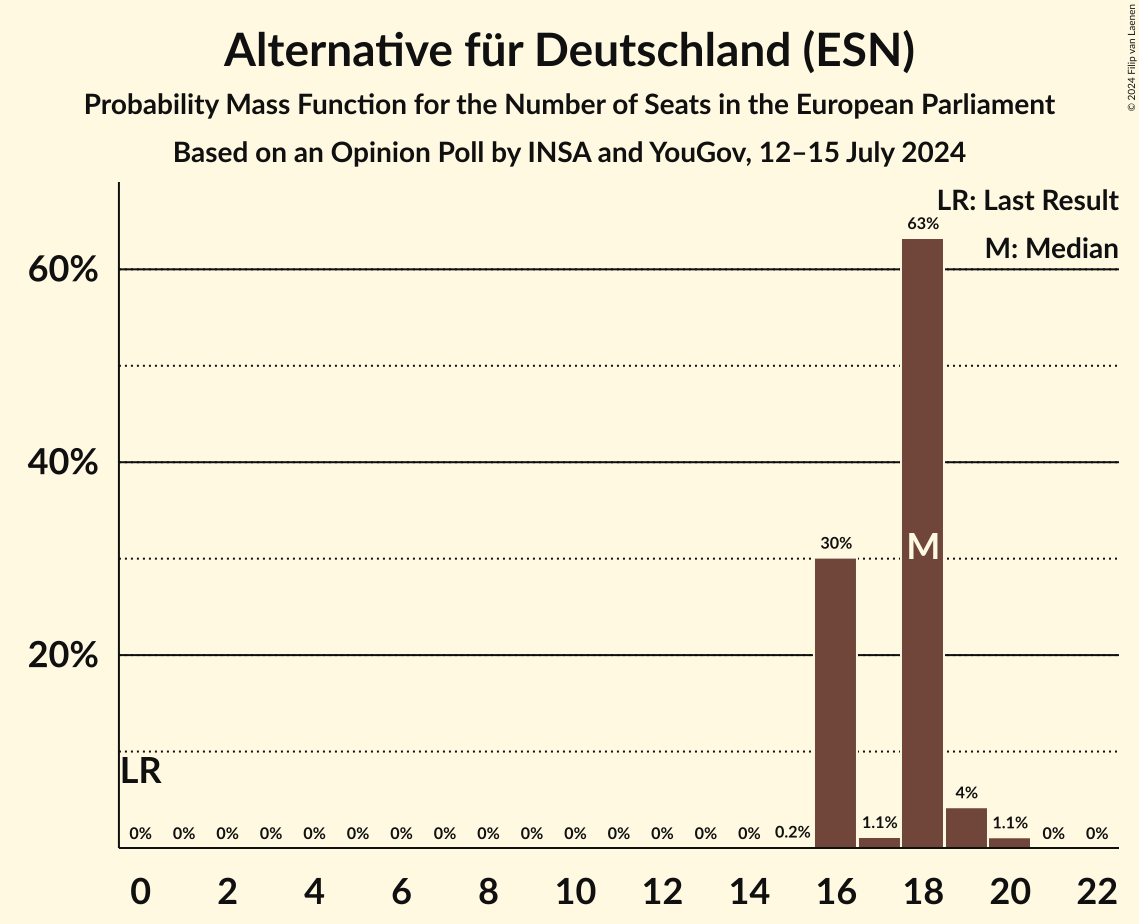 Alternative für Deutschland (ESN)
Probability Mass Function for the Number of Seats in the European Parliament
Based on an Opinion Poll by INSA and YouGov, 12–15 July 2024
© 2024 Filip van Laenen
LR: Last Result
M: Median
63%
60%
40%
30%
M
20%
LR
4%
1.1% 1.1%
0% 0% 0% 0% 0% 0% 0% 0% 0% 0% 0% 0% 0% 0% 0% 0.2% 0% 0%
0 2 4 6 8 10 12 14 16 18 20 22